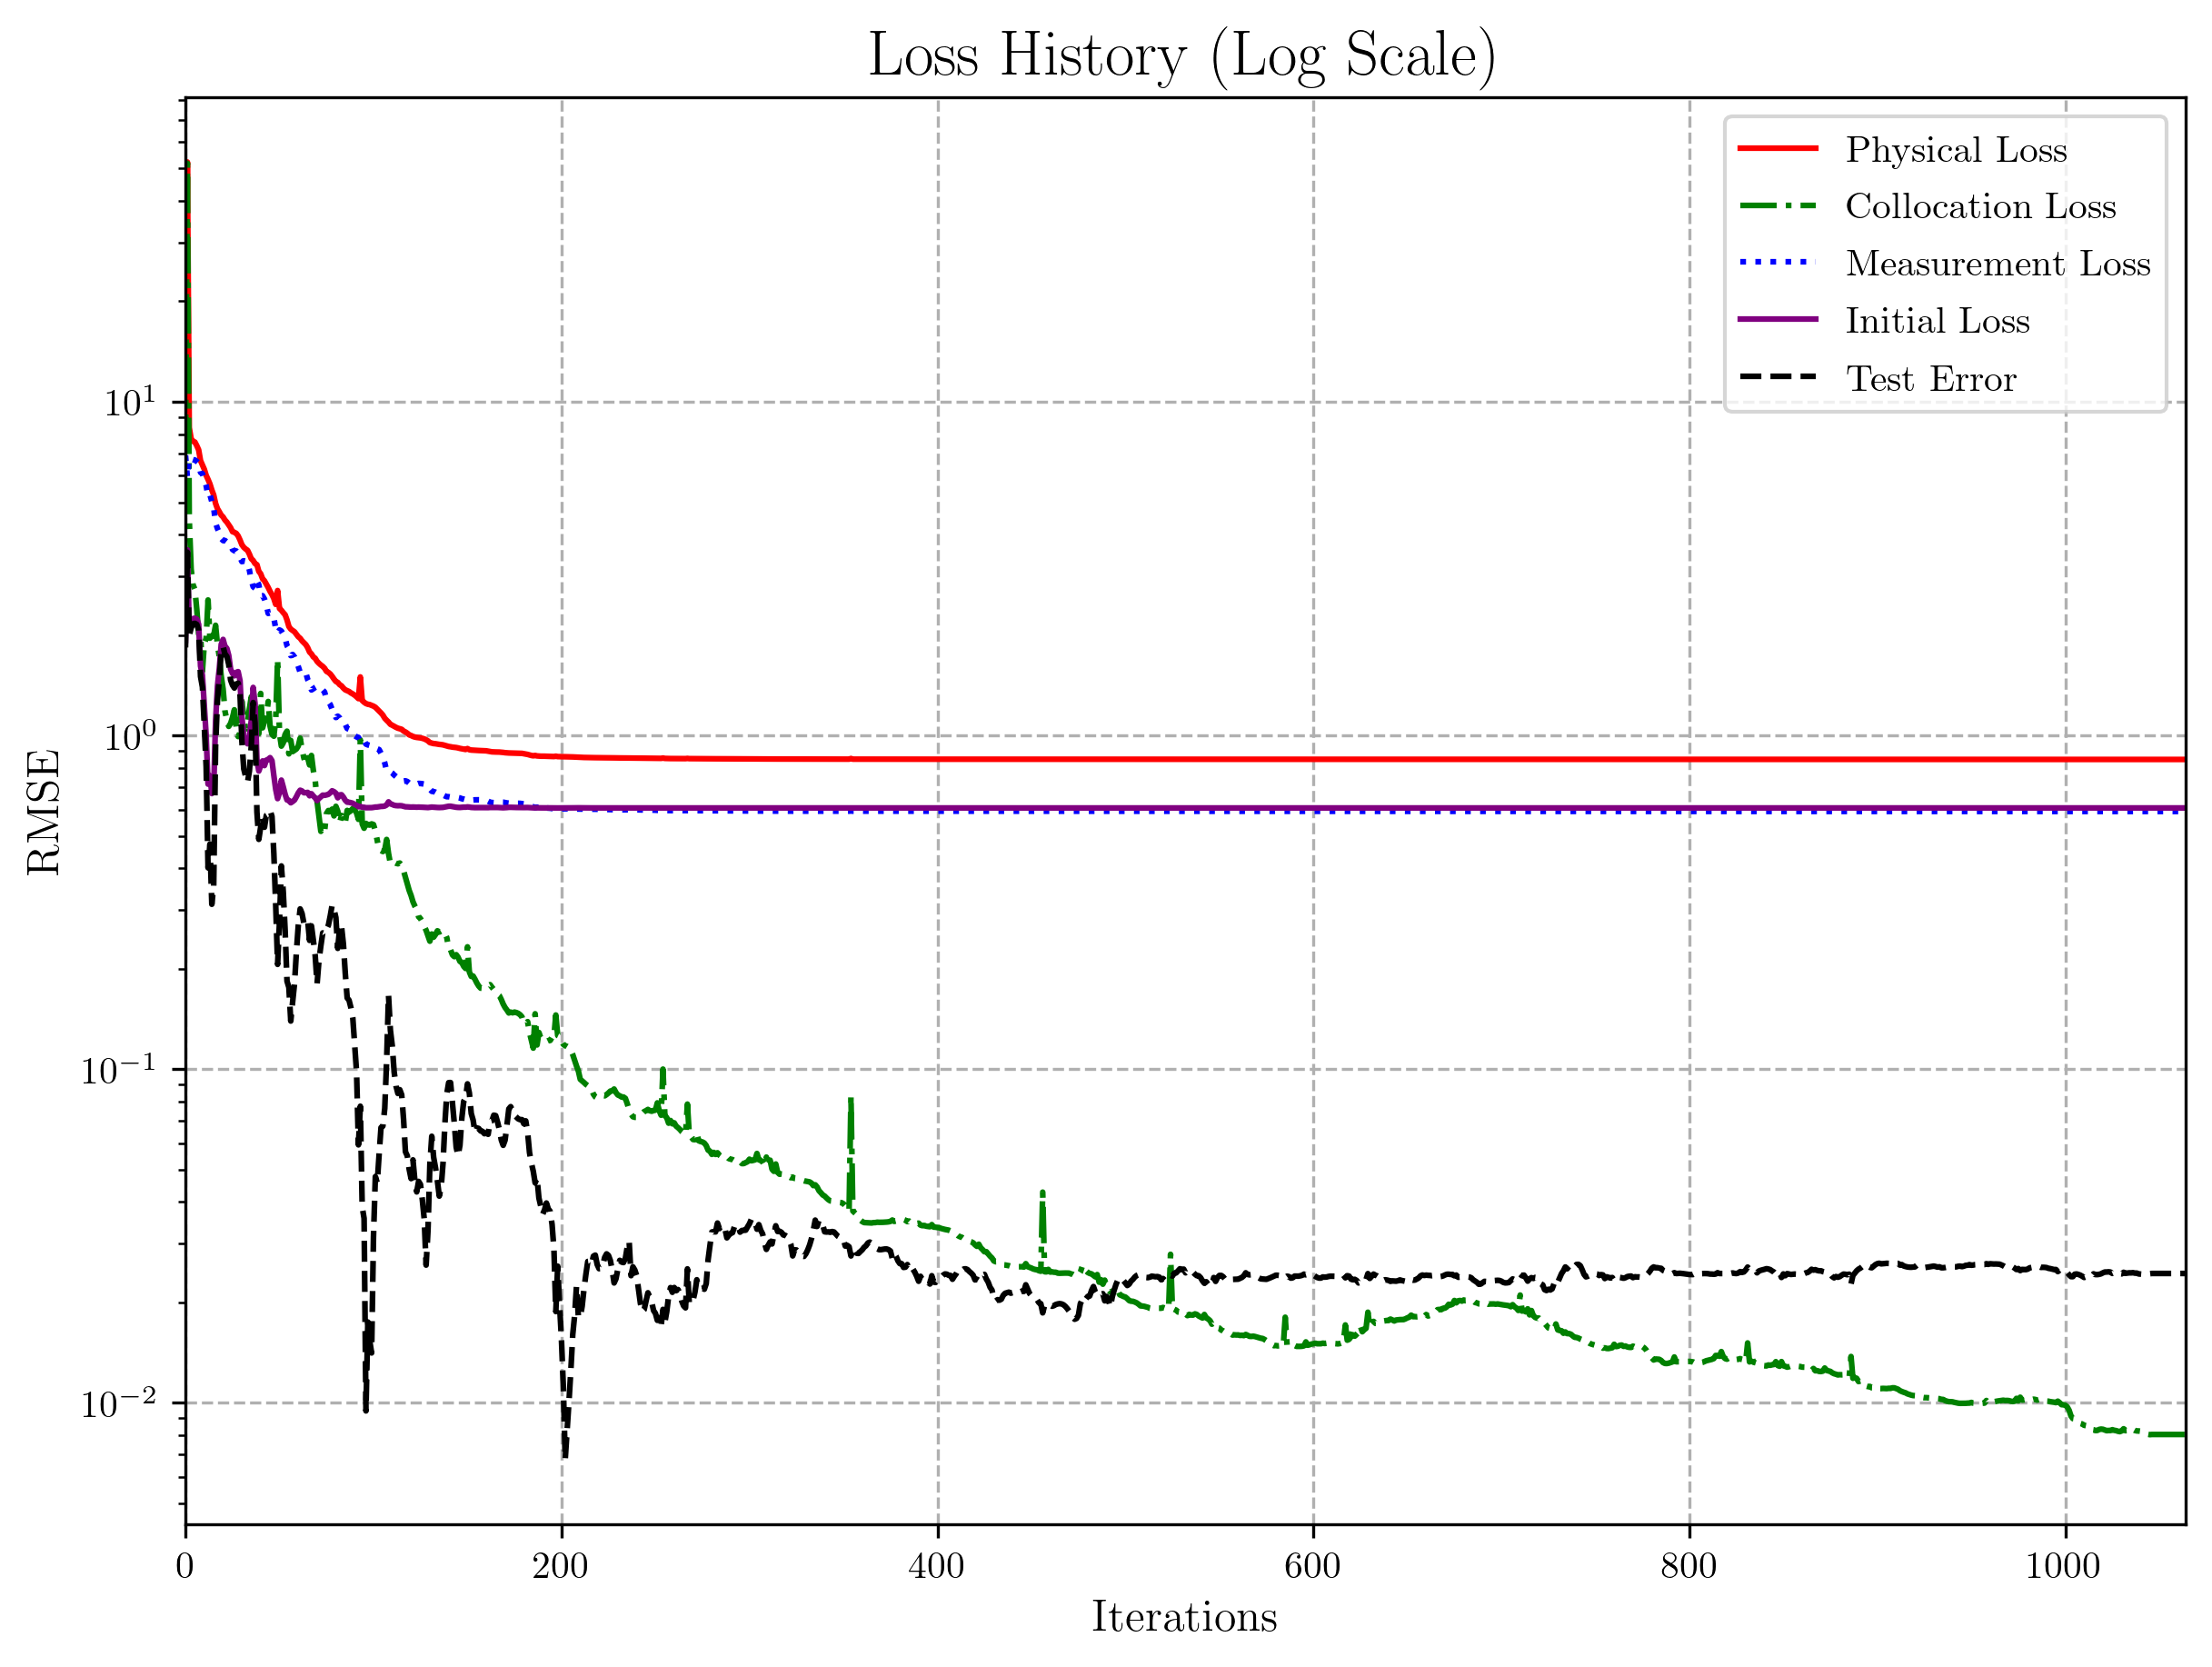 Loss History (Log Scale)
Physical Loss
Collocation Loss
Measurement Loss
Initial Loss
Test Error
RMSE
10¹
10⁰
10⁻¹
10⁻²
0 200 400 600 800 1000
Iterations